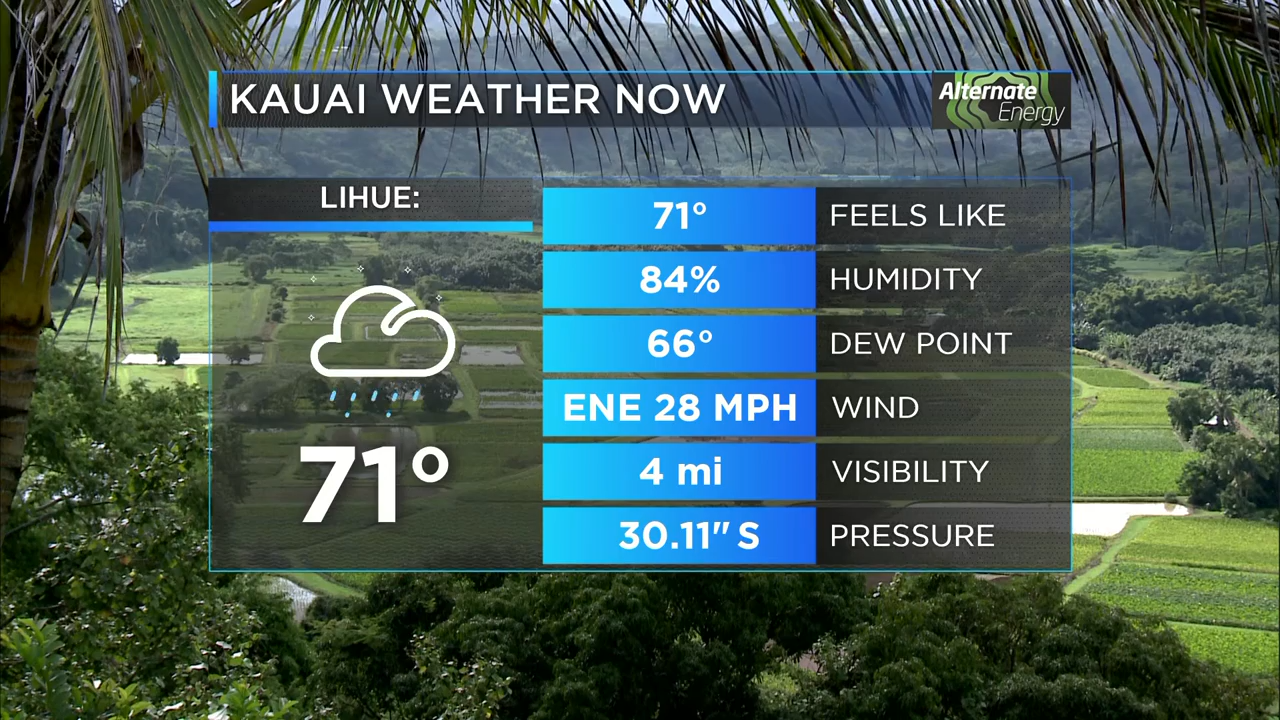 KAUAI WEATHER NOW
Alternate
Energy
LIHUE:
71°
71° FEELS LIKE
84% HUMIDITY
66° DEW POINT
ENE 28 MPH WIND
4 mi VISIBILITY
30.11" S PRESSURE